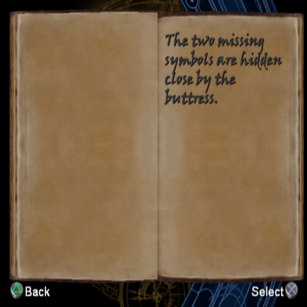 The two missing
symbols are hidden
close by the
buttress.
Back
Select